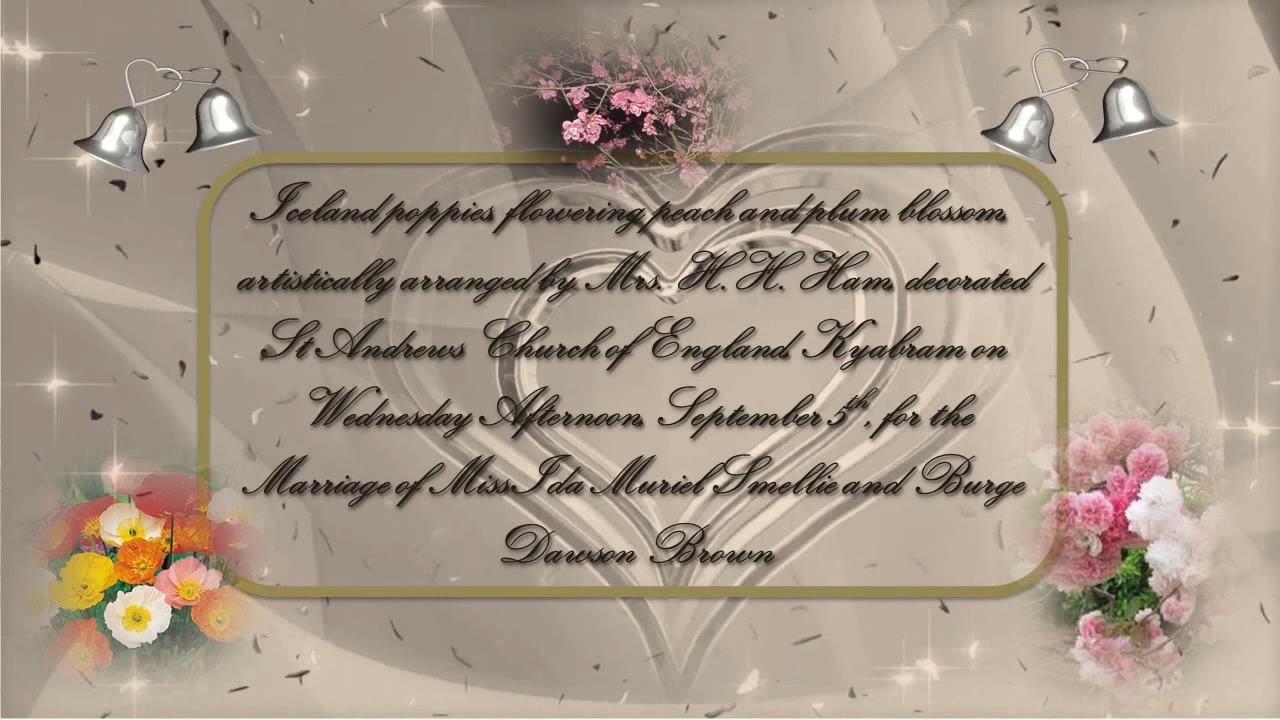 Iceland poppies flowering peach and plum blossom,
artistically arranged by, Mrs. H. H. Ham, decorated
St Andrews Church of England, Kyabram on
Wednesday Afternoon, September 5th, for the
Marriage of Miss Ida Muriel Smellie and Burge
Dawson Brown